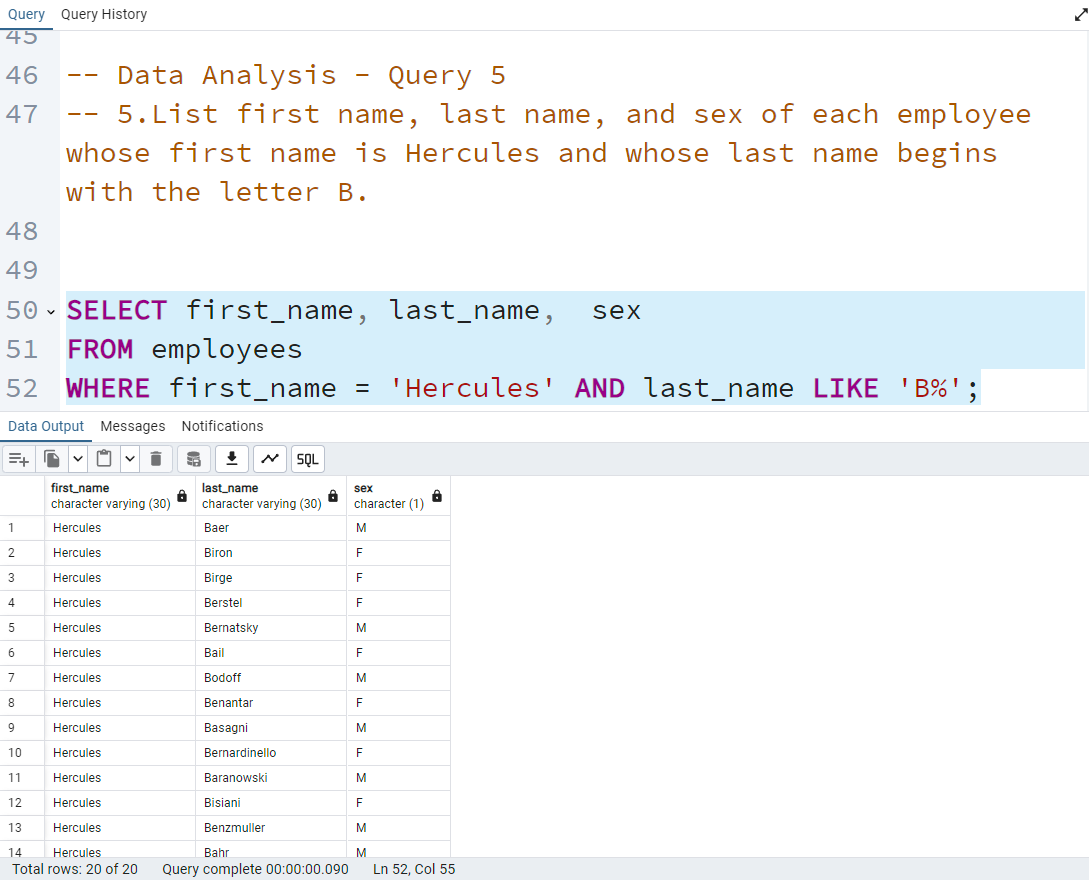 Query Query History
45
46 -- Data Analysis - Query 5
47 -- 5.List first name, last name, and sex of each employee
whose first name is Hercules and whose last name begins
with the letter B.
48
49
50 SELECT first_name, last_name,  sex
51 FROM employees
52 WHERE first_name = 'Hercules' AND last_name LIKE 'B%';
Data Output Messages Notifications
SQL
first_name last_name sex
character varying (30) character varying (30) character (1)
1 Hercules Baer M
2 Hercules Biron F
3 Hercules Birge F
4 Hercules Berstel F
5 Hercules Bernatsky M
6 Hercules Bail F
7 Hercules Bodoff M
8 Hercules Benantar F
9 Hercules Basagni M
10 Hercules Bernardinello F
11 Hercules Baranowski M
12 Hercules Bisiani F
13 Hercules Benzmuller M
14 Hercules Bahr M
Total rows: 20 of 20 Query complete 00:00:00.090 Ln 52, Col 55